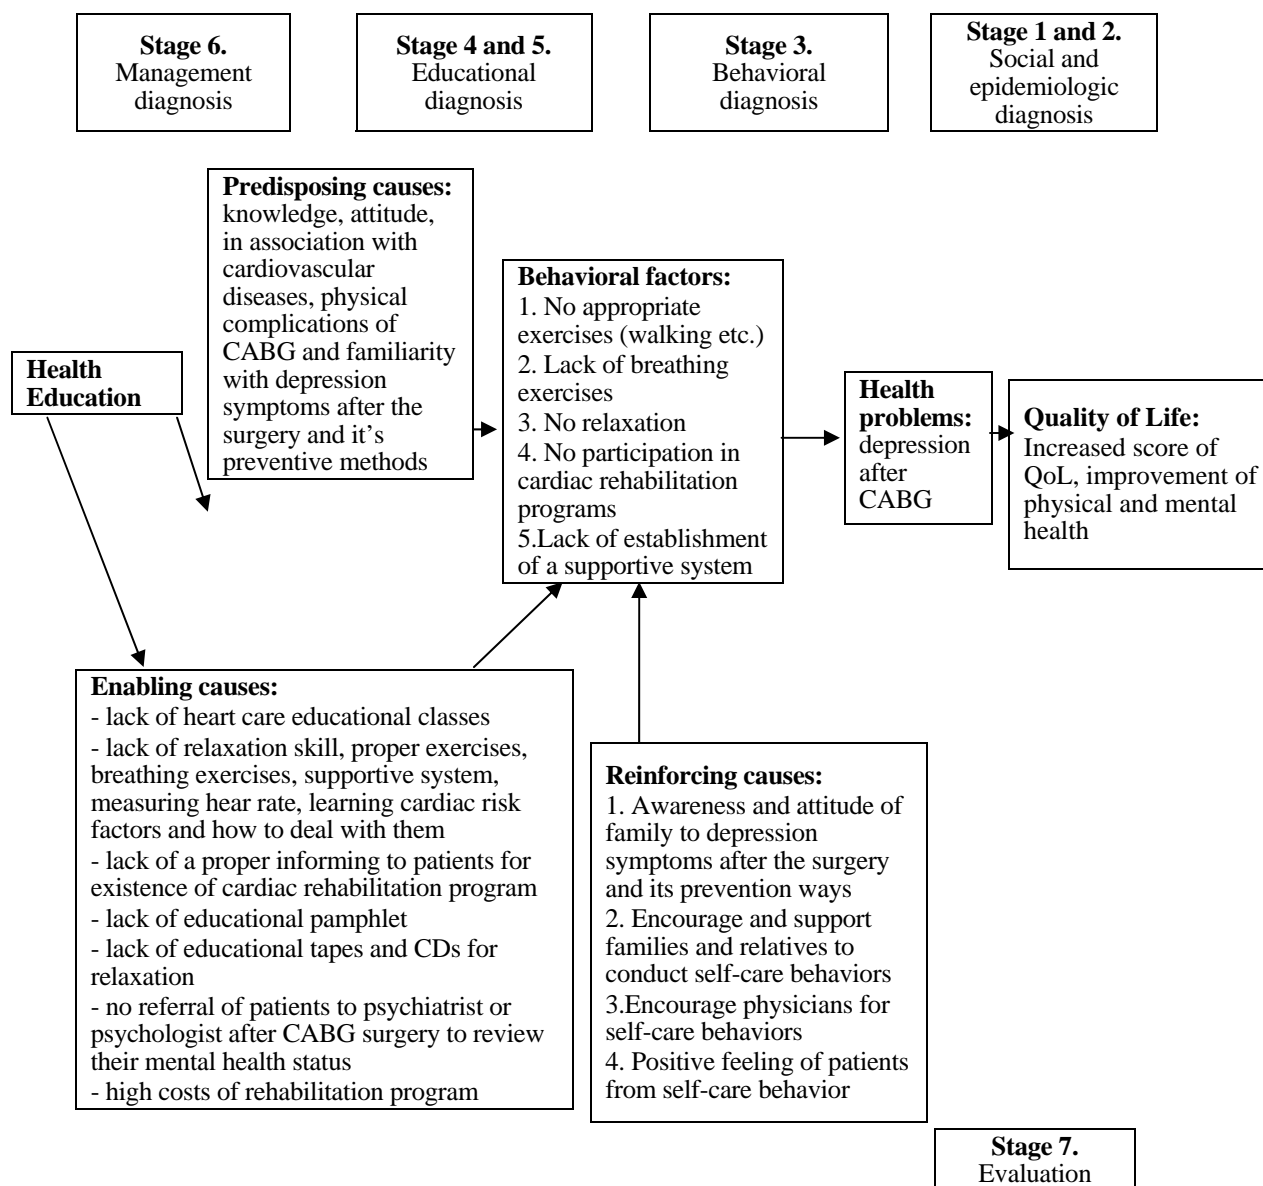 Stage 6.
Management
diagnosis
Stage 4 and 5.
Educational
diagnosis
Stage 3.
Behavioral
diagnosis
Stage 1 and 2.
Social and
epidemiologic
diagnosis
Predisposing causes:
knowledge, attitude,
in association with
cardiovascular
diseases, physical
complications of
CABG and familiarity
with depression
symptoms after the
surgery and it's
preventive methods
Health
Education
Behavioral factors:
1. No appropriate
exercises (walking etc.)
2. Lack of breathing
exercises
3. No relaxation
4. No participation in
cardiac rehabilitation
programs
5.Lack of establishment
of a supportive system
Health
problems:
depression
after
CABG
Quality of Life:
Increased score of
QoL, improvement of
physical and mental
health
Enabling causes:
- lack of heart care educational classes
- lack of relaxation skill, proper exercises,
breathing exercises, supportive system,
measuring hear rate, learning cardiac risk
factors and how to deal with them
- lack of a proper informing to patients for
existence of cardiac rehabilitation program
- lack of educational pamphlet
- lack of educational tapes and CDs for
relaxation
- no referral of patients to psychiatrist or
psychologist after CABG surgery to review
their mental health status
- high costs of rehabilitation program
Reinforcing causes:
1. Awareness and attitude of
family to depression
symptoms after the surgery
and its prevention ways
2. Encourage and support
families and relatives to
conduct self-care behaviors
3.Encourage physicians for
self-care behaviors
4. Positive feeling of patients
from self-care behavior
Stage 7.
Evaluation